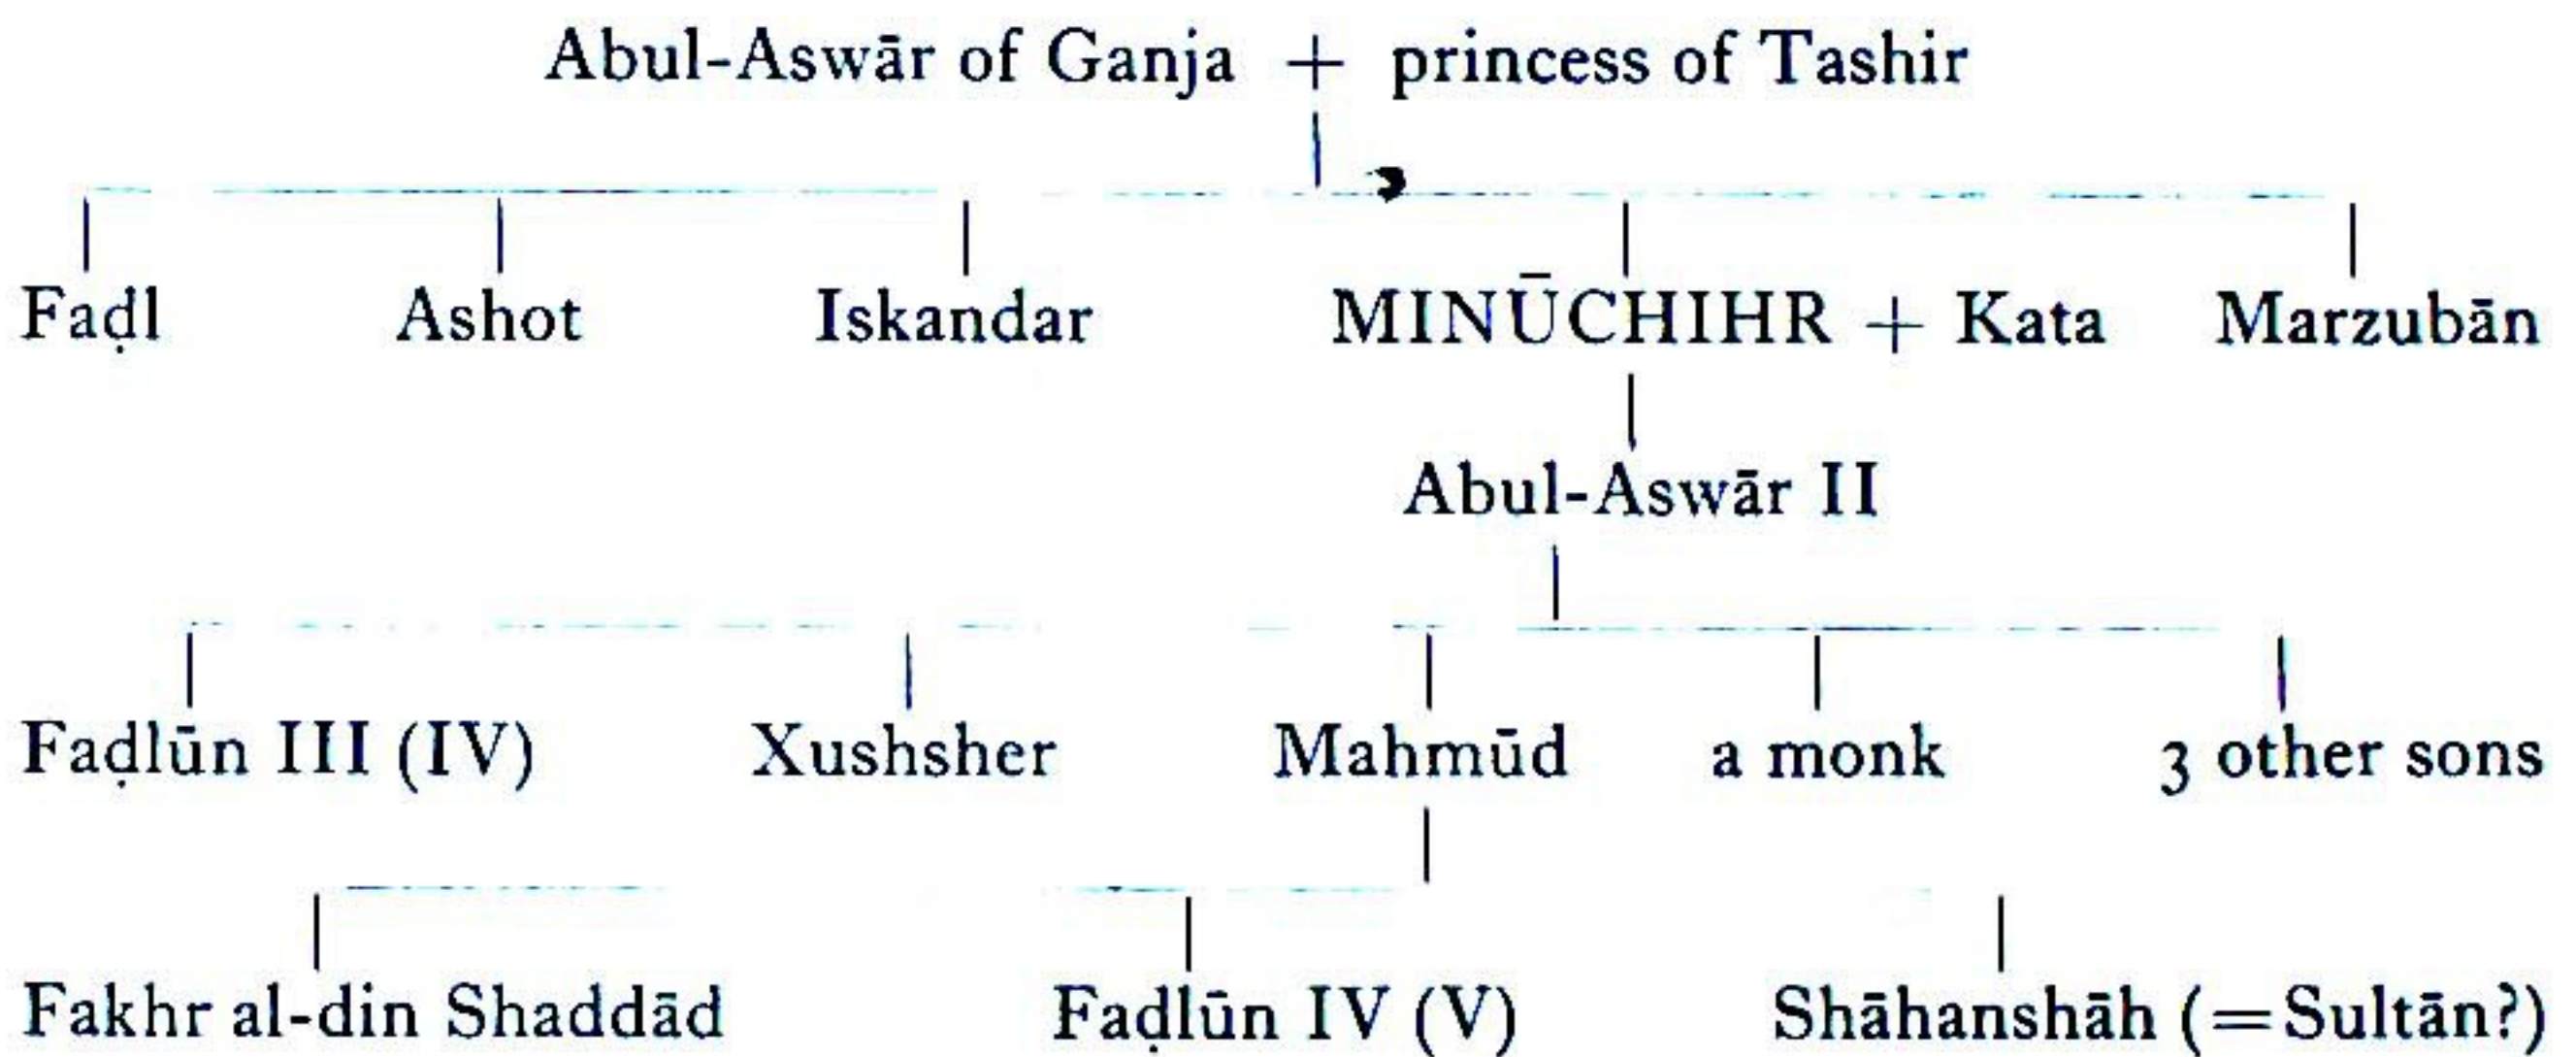 Abul-Aswār of Ganja + princess of Tashir
Faḍl Ashot Iskandar MINŪCHIHR + Kata Marzubān
Abul-Aswār II
Faḍlūn III (IV) Xushsher Mahmūd a monk 3 other sons
Fakhr al-din Shaddād Faḍlūn IV (V) Shāhanshāh (=Sultān?)